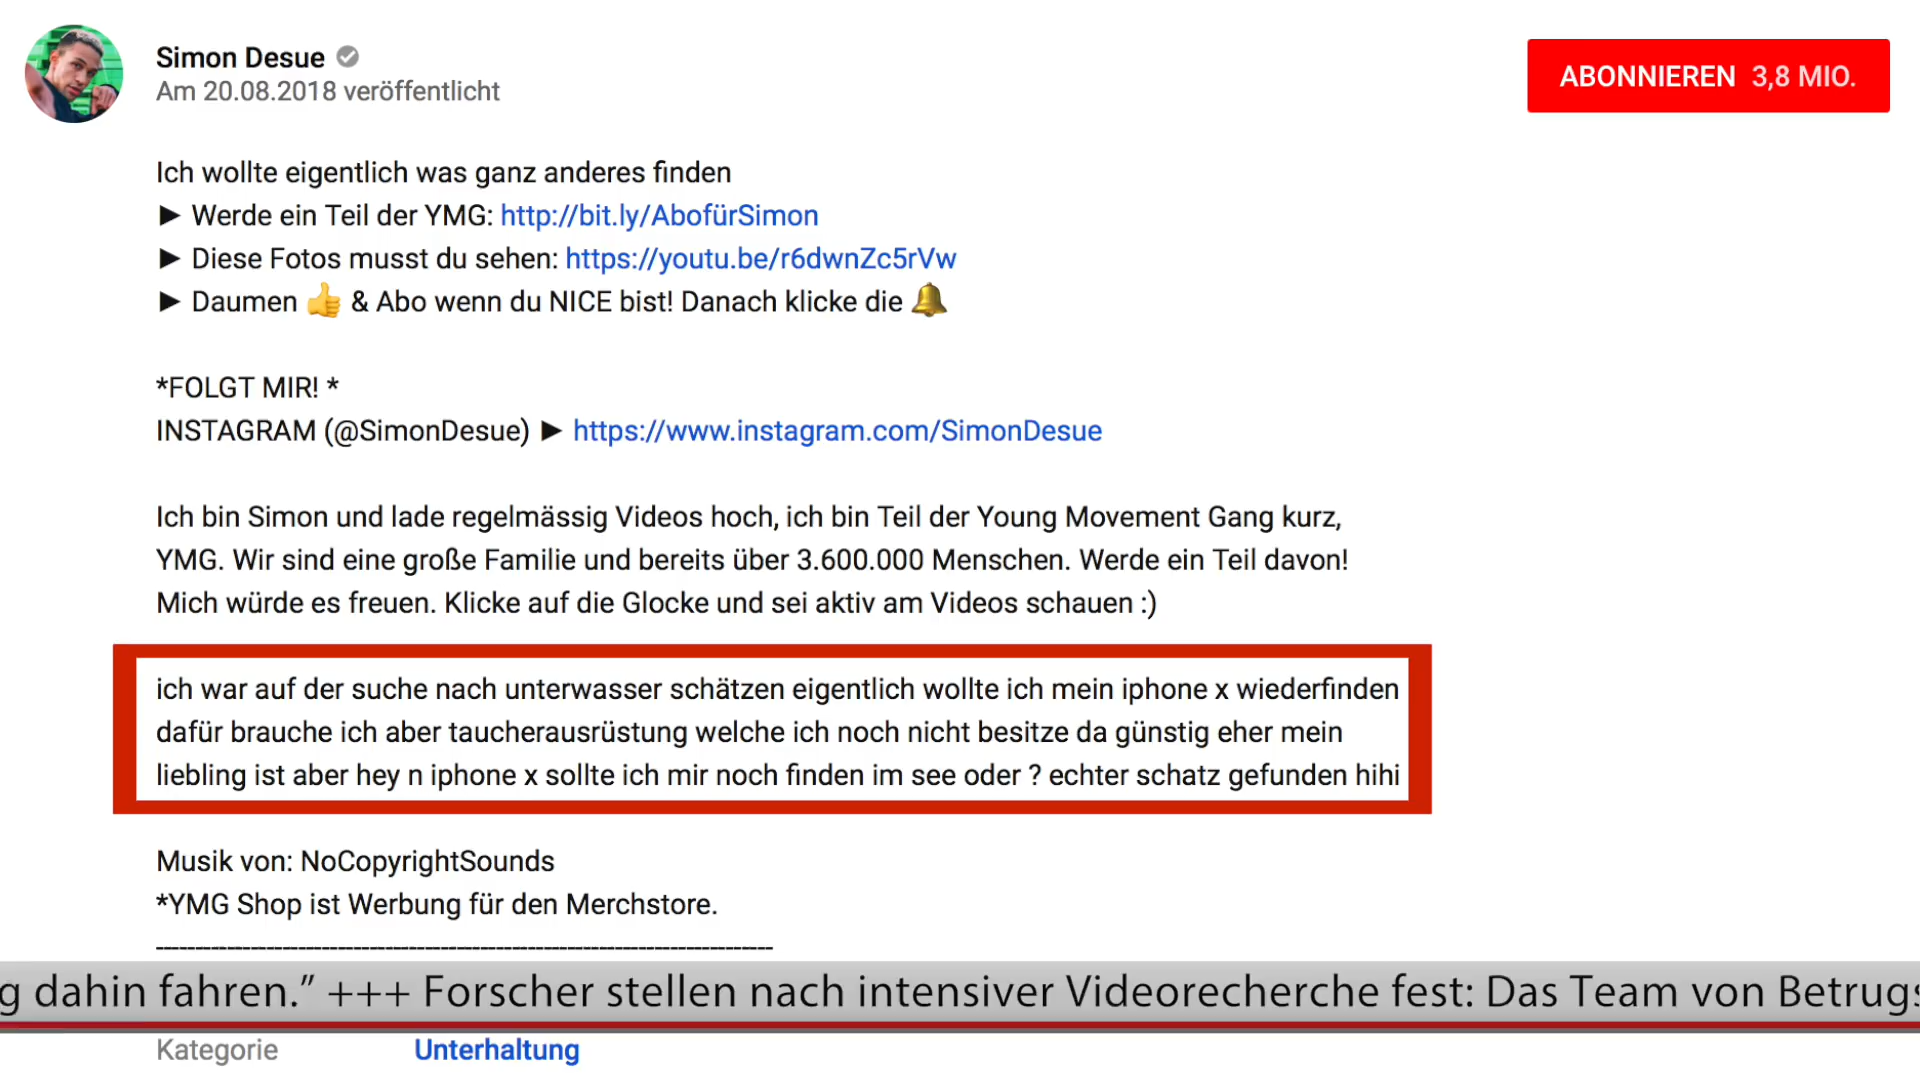 Simon Desue
Am 20.08.2018 veröffentlicht
ABONNIEREN 3,8 MIO.
Ich wollte eigentlich was ganz anderes finden
► Werde ein Teil der YMG: http://bit.ly/AbofürSimon
► Diese Fotos musst du sehen: https://youtu.be/r6dwnZc5rVw
► Daumen 👍 & Abo wenn du NICE bist! Danach klicke die 🔔
*FOLGT MIR! *
INSTAGRAM (@SimonDesue) ► https://www.instagram.com/SimonDesue
Ich bin Simon und lade regelmässig Videos hoch, ich bin Teil der Young Movement Gang kurz,
YMG. Wir sind eine große Familie und bereits über 3.600.000 Menschen. Werde ein Teil davon!
Mich würde es freuen. Klicke auf die Glocke und sei aktiv am Videos schauen :)
ich war auf der suche nach unterwasser schätzen eigentlich wollte ich mein iphone x wiederfinden
dafür brauche ich aber taucherausrüstung welche ich noch nicht besitze da günstig eher mein
liebling ist aber hey n iphone x sollte ich mir noch finden im see oder ? echter schatz gefunden hihi
Musik von: NoCopyrightSounds
*YMG Shop ist Werbung für den Merchstore.
g dahin fahren.” +++ Forscher stellen nach intensiver Videorecherche fest: Das Team von Betrugs
Kategorie Unterhaltung